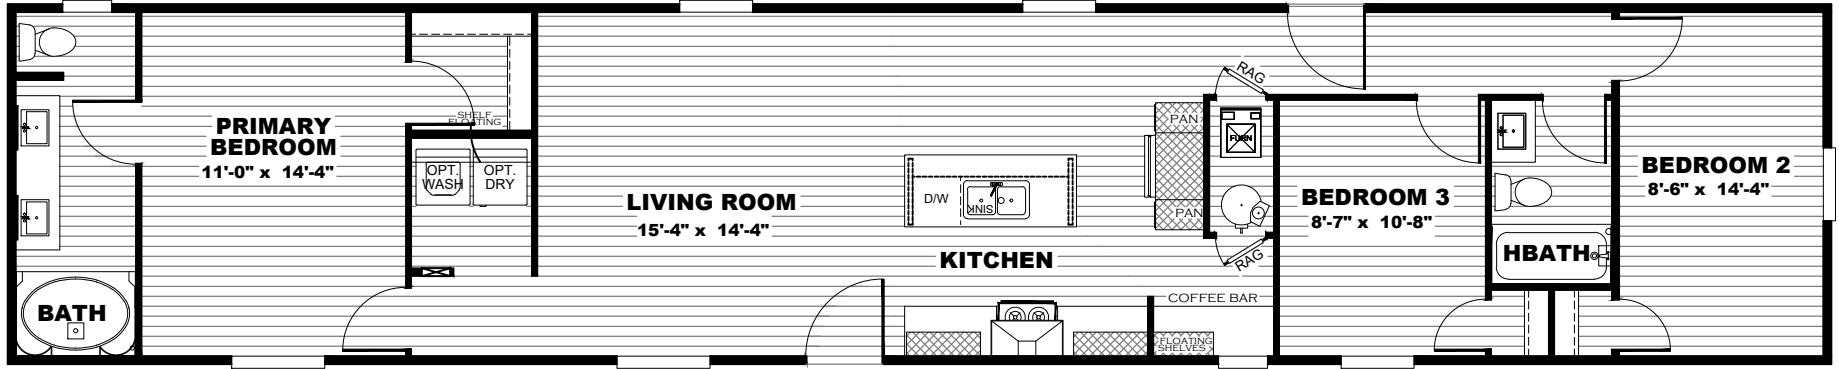 PRIMARY
BEDROOM
11'-0" x 14'-4"
SHELF
FLOATING
OPT.
WASH
OPT.
DRY
BATH
LIVING ROOM
15'-4" x 14'-4"
D/W
SINK
KITCHEN
PAN
PAN
RAG
FURN
RAG
COFFEE BAR
FLOATING
SHELVES
BEDROOM 3
8'-7" x 10'-8"
HBATH
BEDROOM 2
8'-6" x 14'-4"